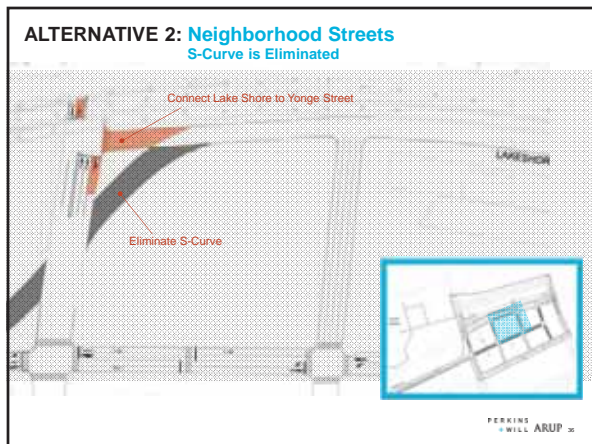 ALTERNATIVE 2: Neighborhood Streets
S-Curve is Eliminated
Connect Lake Shore to Yonge Street
LAKESHOR
Eliminate S-Curve
PERKINS
+ WILL ARUP 36